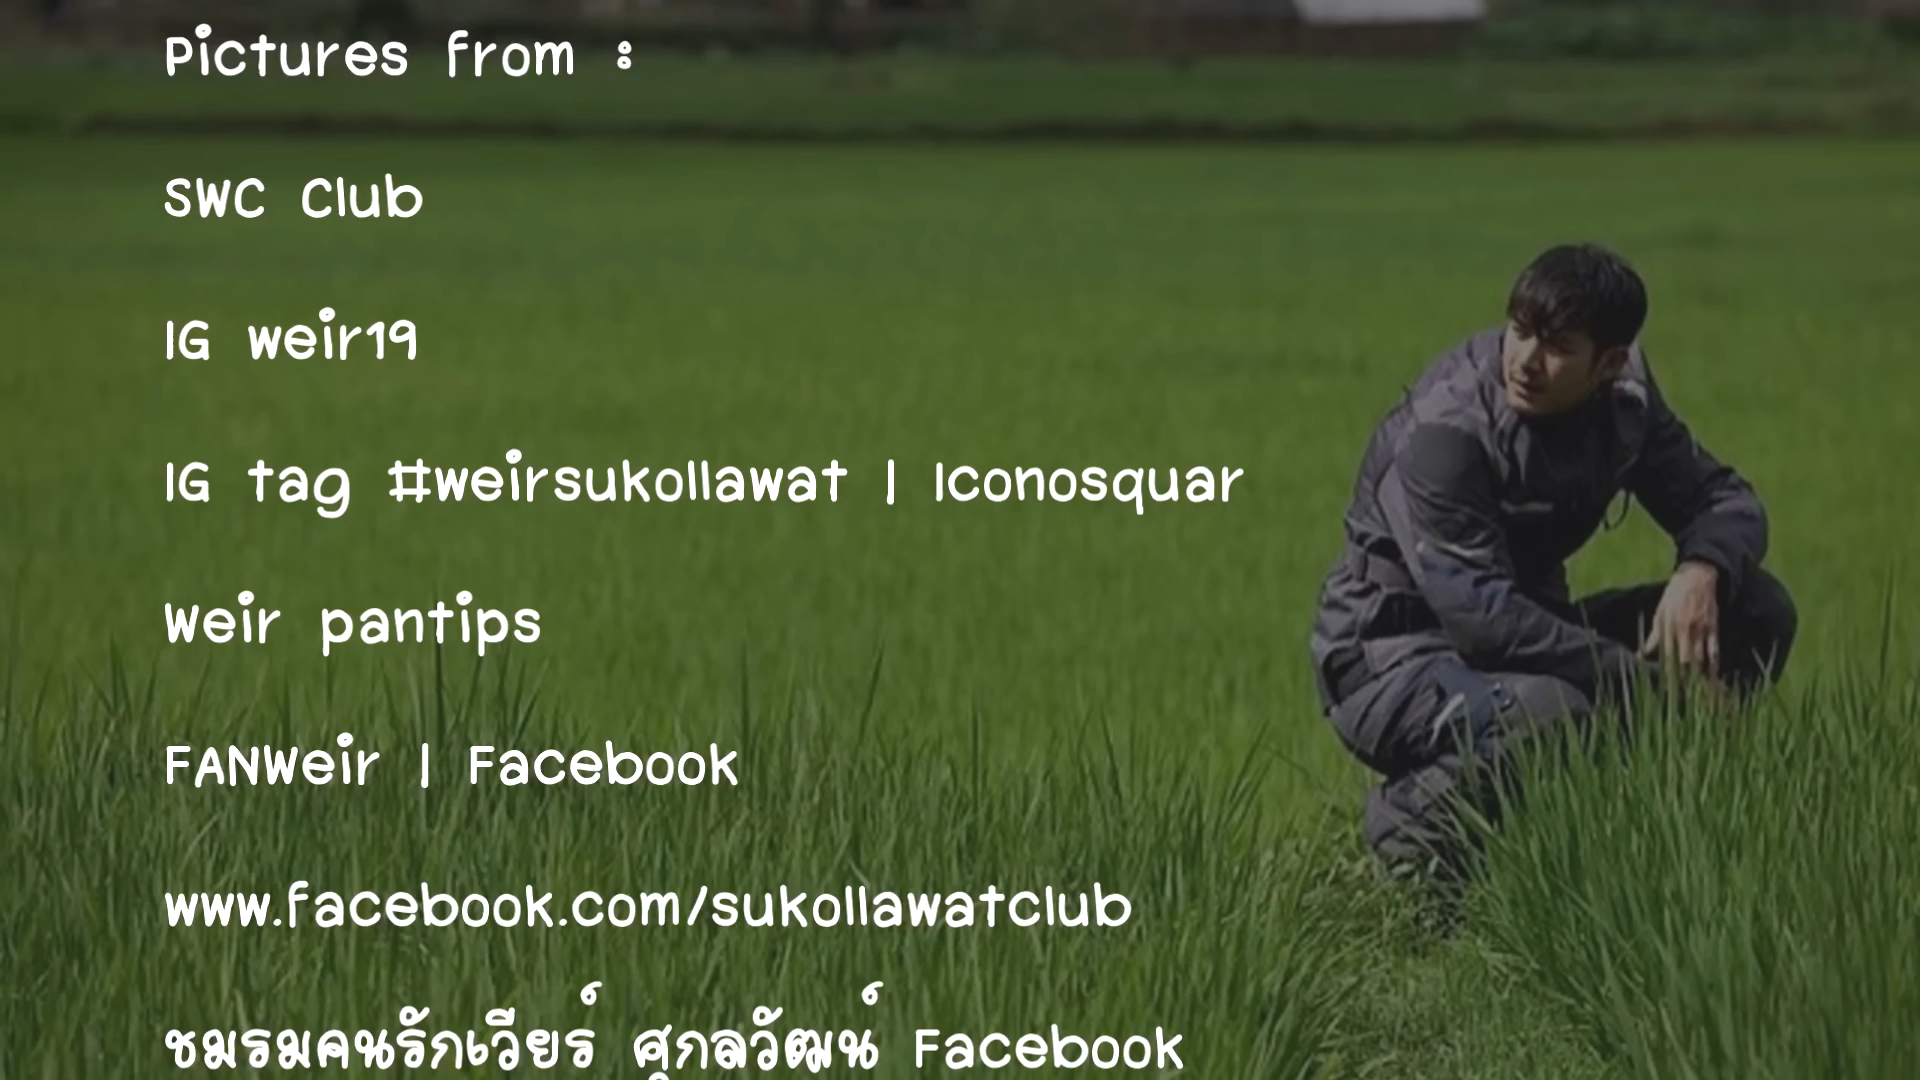 Pictures from :
SWC Club
IG weir19
IG tag #weirsukollawat | Iconosquar
Weir pantips
FANWeir | Facebook
www.facebook.com/sukollawatclub
ชมรมคนรักเวียร์ ศุกลวัฒน์ Facebook